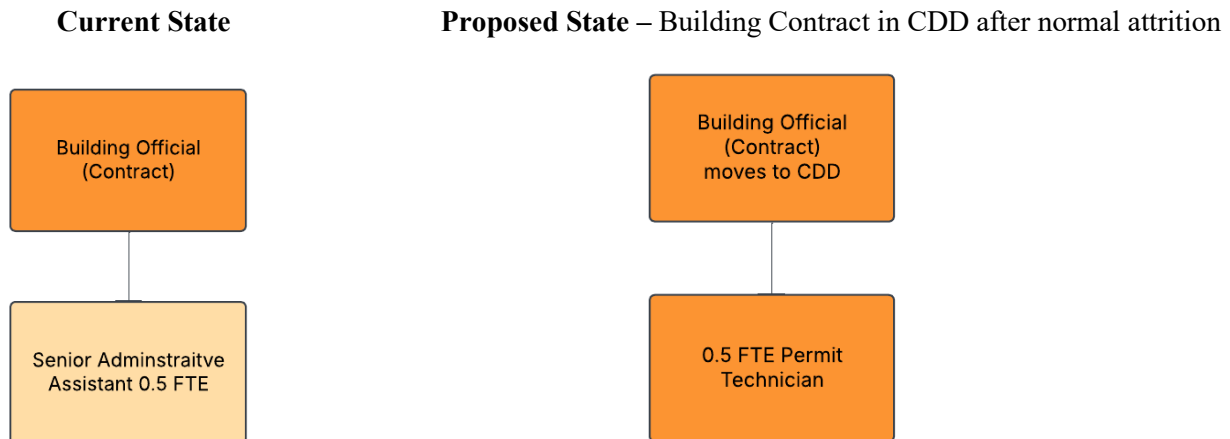 Current State
Proposed State – Building Contract in CDD after normal attrition
Building Official
(Contract)
Building Official
(Contract)
moves to CDD
Senior Adminstraitve
Assistant 0.5 FTE
0.5 FTE Permit
Technician